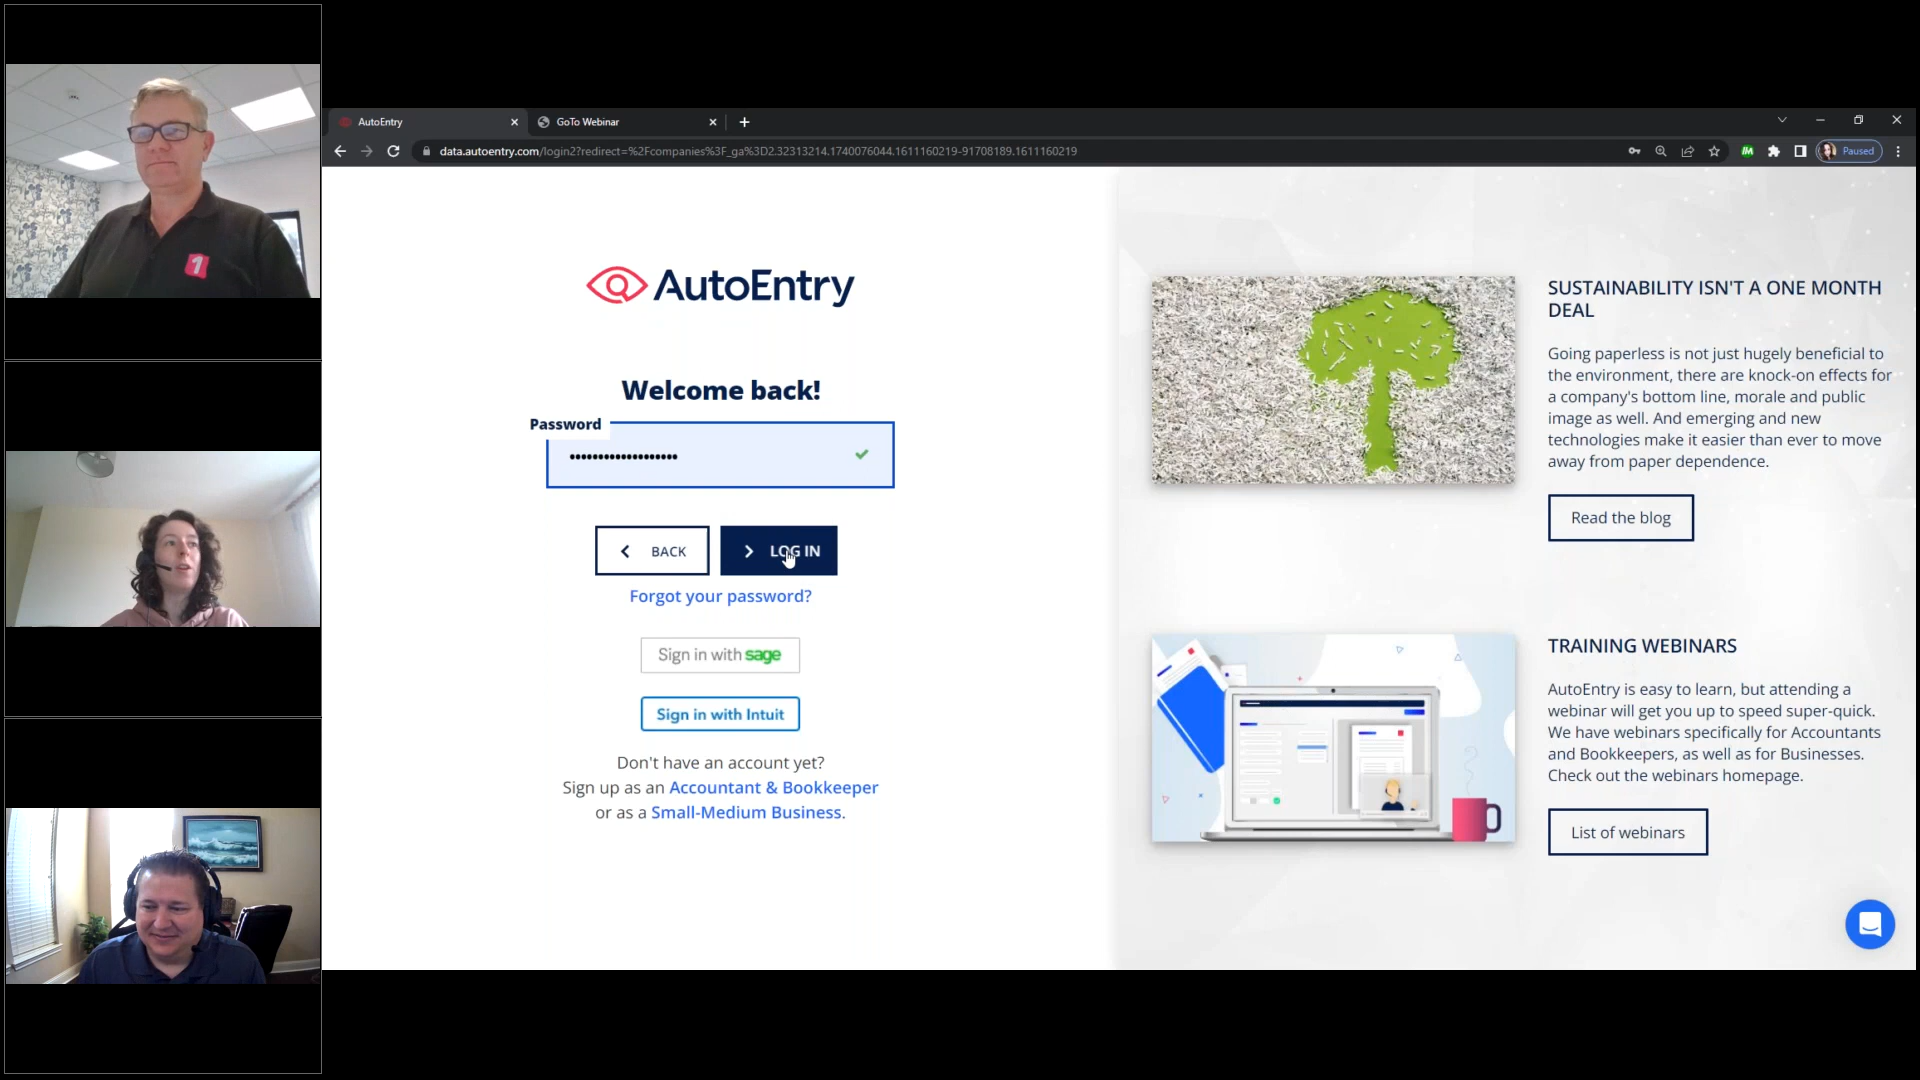 1
AutoEntry
GoTo Webinar
data.autoentry.com/login2?redirect=%2Fcompanies%3F_ga%3D2.32313214.1740076044.1611160219-91708189.1611160219
Paused
AutoEntry
Welcome back!
Password
BACK
LOG IN
Forgot your password?
Sign in with sage
Sign in with Intuit
Don't have an account yet?
Sign up as an Accountant & Bookkeeper
or as a Small-Medium Business.
SUSTAINABILITY ISN'T A ONE MONTH
DEAL
Going paperless is not just hugely beneficial to
the environment, there are knock-on effects for
a company's bottom line, morale and public
image as well. And emerging and new
technologies make it easier than ever to move
away from paper dependence.
Read the blog
TRAINING WEBINARS
AutoEntry is easy to learn, but attending a
webinar will get you up to speed super-quick.
We have webinars specifically for Accountants
and Bookkeepers, as well as for Businesses.
Check out the webinars homepage.
List of webinars